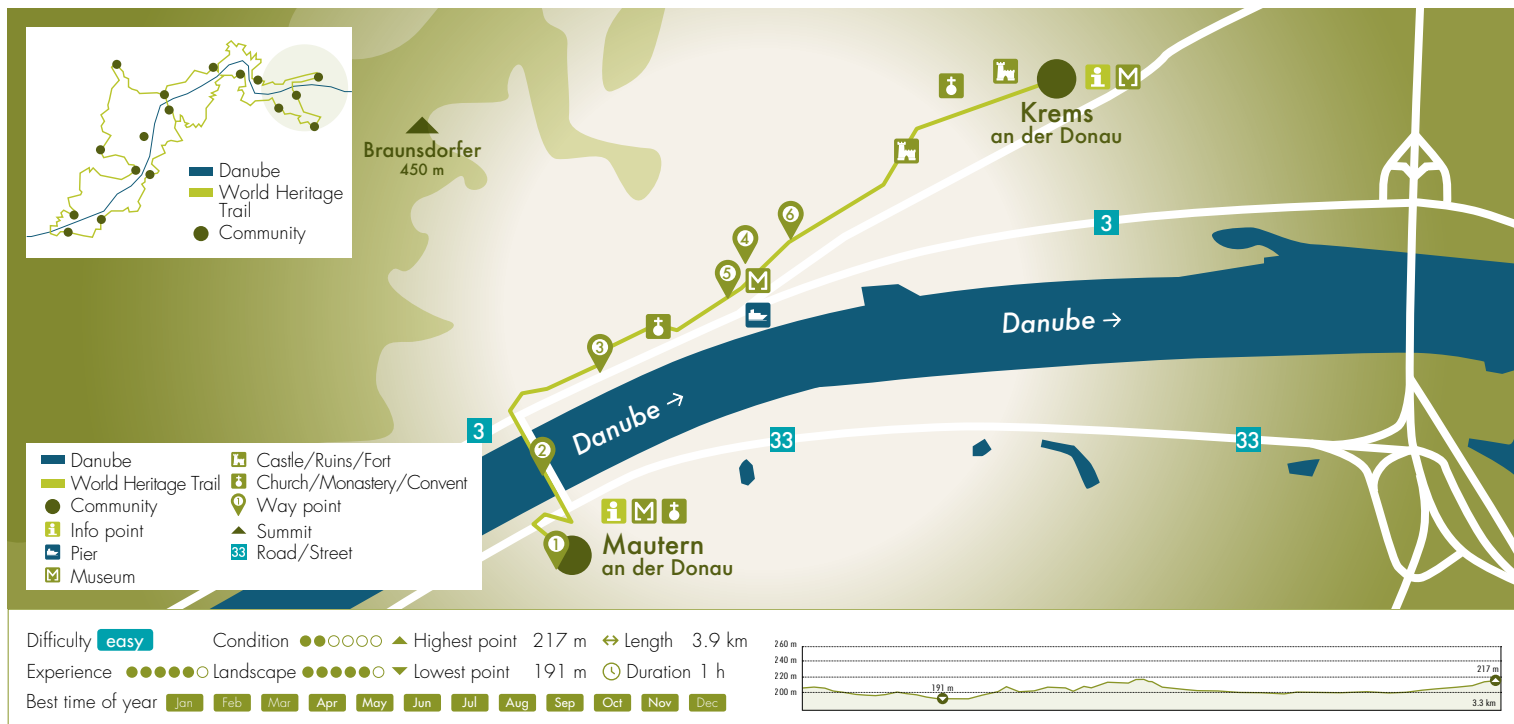 Danube
World Heritage
Trail
Community
Braunsdorfer
450 m
Krems
an der Donau
i M
3
6
4
5
M
3
Danube →
Danube →
3
2
33
33
i M
1
Mautern
an der Donau
Danube
World Heritage Trail
Community
i Info point
Pier
M Museum
Castle/Ruins/Fort
Church/Monastery/Convent
1 Way point
Summit
33 Road/Street
Difficulty easy Condition Highest point 217 m Length 3.9 km
Experience Landscape Lowest point 191 m Duration 1 h
Best time of year Jan Feb Mar Apr May Jun Jul Aug Sep Oct Nov Dec
260 m
240 m
220 m
200 m
191 m
217 m
3.3 km